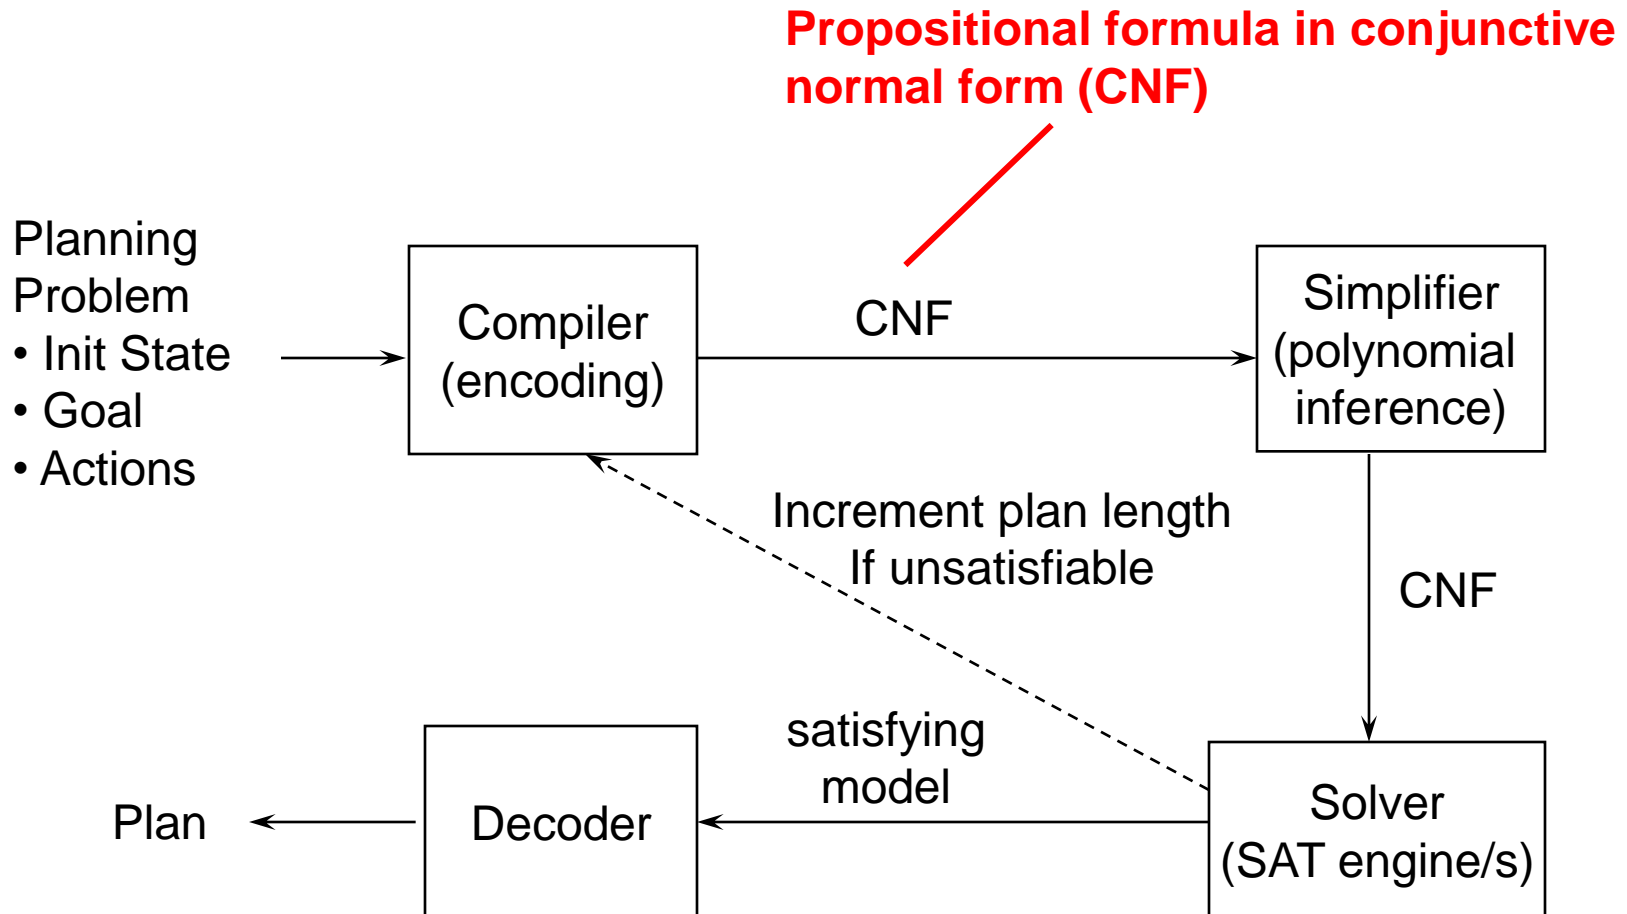 Propositional formula in conjunctive
normal form (CNF)
Planning
Problem
• Init State
• Goal
• Actions
Compiler
(encoding)
CNF
Simplifier
(polynomial
inference)
Increment plan length
If unsatisfiable
CNF
satisfying
model
Plan
Decoder
Solver
(SAT engine/s)